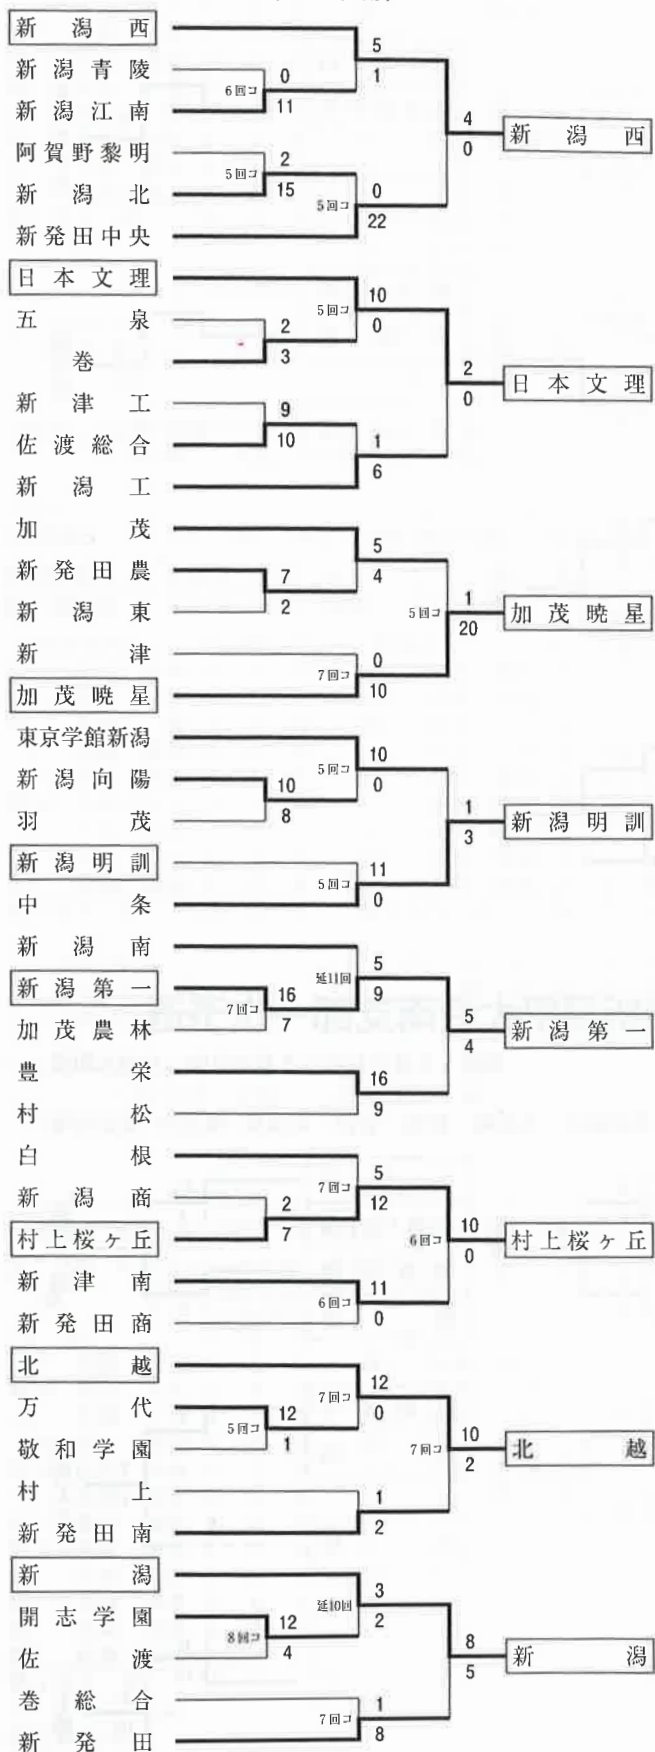 新潟西
5
新潟青陵
0
1
6回コ
新潟江南
11
4
新潟西
0
阿賀野黎明
2
5回コ
新潟北
15
0
5回コ
22
新発田中央
日本文理
10
5回コ
五泉
2
0
巻
3
2
日本文理
0
新津工
9
佐渡総合
10
1
6
新潟工
加茂
5
新発田農
7
4
新潟東
2
1
5回コ
加茂暁星
20
新津
0
7回コ
加茂暁星
10
東京学館新潟
10
5回コ
新潟向陽
10
0
羽茂
8
1
新潟明訓
3
新潟明訓
11
5回コ
中条
0
新潟南
5
延11回
新潟第一
16
9
7回コ
5
新潟第一
加茂農林
7
4
豊栄
16
村松
9
白根
5
7回コ
新潟商
2
12
村上桜ヶ丘
7
10
6回コ
村上桜ヶ丘
0
新津南
11
6回コ
新発田商
0
北越
12
7回コ
万代
12
0
5回コ
敬和学園
1
10
7回コ
北越
2
村上
1
新発田南
2
新潟
3
延10回
開志学園
12
2
8回コ
佐渡
4
8
新潟
5
巻総合
1
7回コ
新発田
8